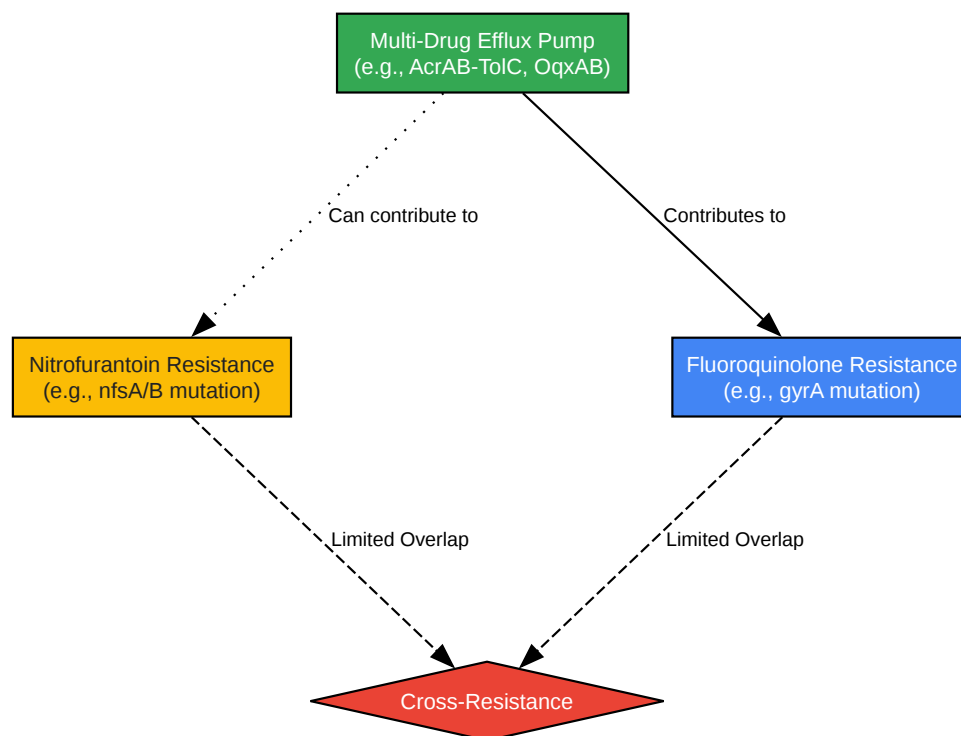 Multi-Drug Efflux Pump
(e.g., AcrAB-TolC, OqxAB)
Can contribute to
Contributes to
Nitrofurantoin Resistance
(e.g., nfsA/B mutation)
Fluoroquinolone Resistance
(e.g., gyrA mutation)
Limited Overlap
Limited Overlap
Cross-Resistance